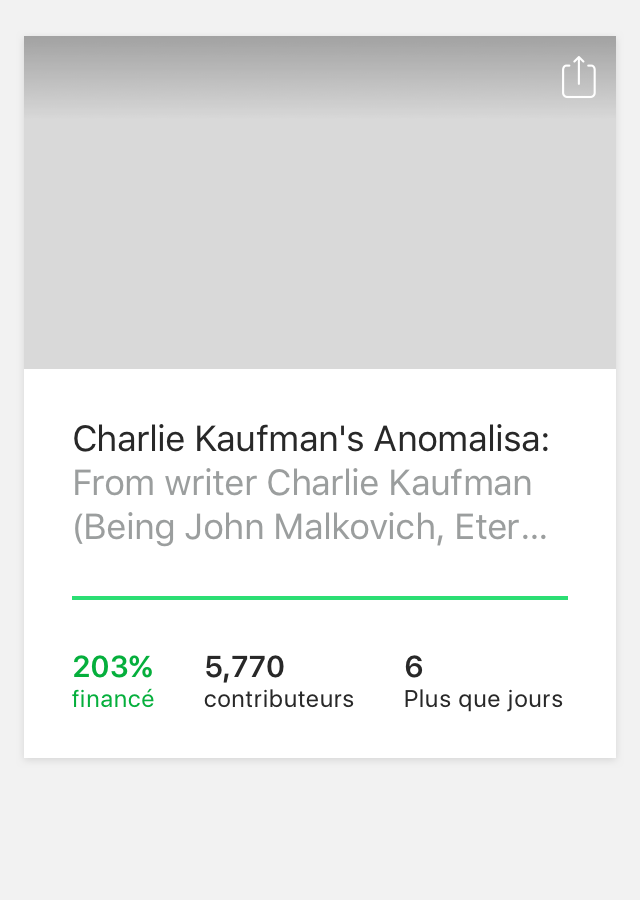 Charlie Kaufman's Anomalisa:
From writer Charlie Kaufman
(Being John Malkovich, Eter...
203% 5,770 6
financé contributeurs Plus que jours